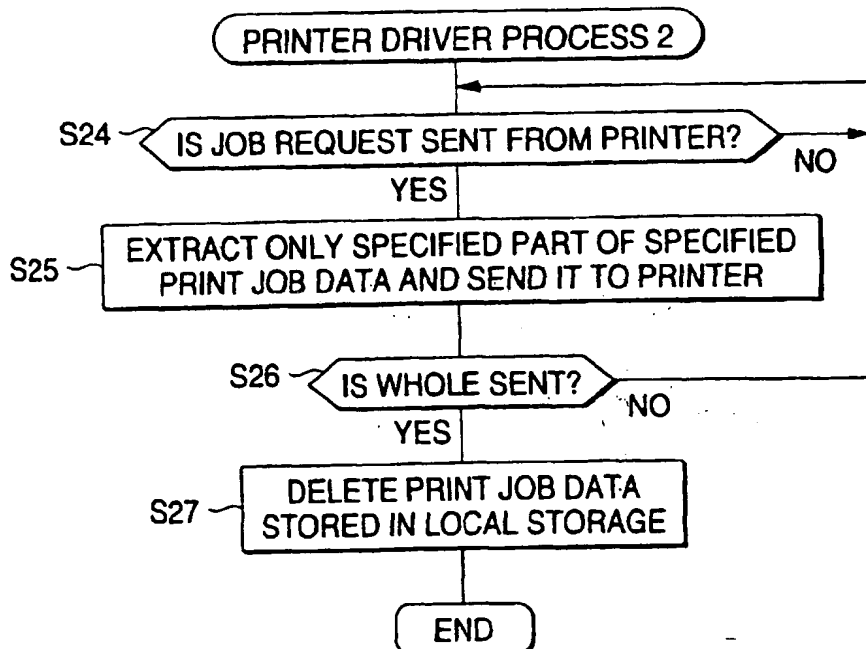 PRINTER DRIVER PROCESS 2
S24
IS JOB REQUEST SENT FROM PRINTER?
NO
YES
S25
EXTRACT ONLY SPECIFIED PART OF SPECIFIED
PRINT JOB DATA AND SEND IT TO PRINTER
S26
IS WHOLE SENT?
NO
YES
S27
DELETE PRINT JOB DATA
STORED IN LOCAL STORAGE
END